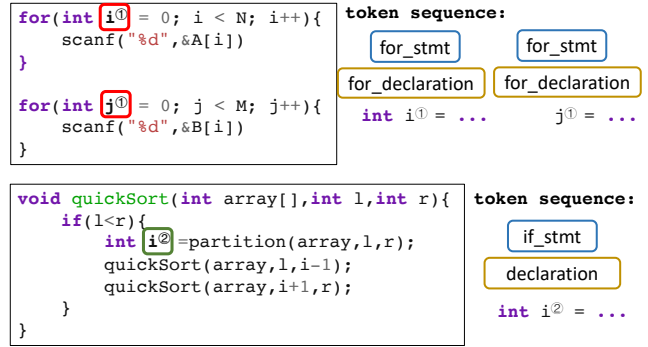 for(int i① = 0; i < N; i++){
    scanf("%d",&A[i])
}
for(int j① = 0; j < M; j++){
    scanf("%d",&B[i])
}
token sequence:
for_stmt for_stmt
for_declaration for_declaration
int i① = ... j① = ...
void quickSort(int array[],int l,int r){
    if(l<r){
        int i②=partition(array,l,r);
        quickSort(array,l,i-1);
        quickSort(array,i+1,r);
    }
}
token sequence:
if_stmt
declaration
int i② = ...